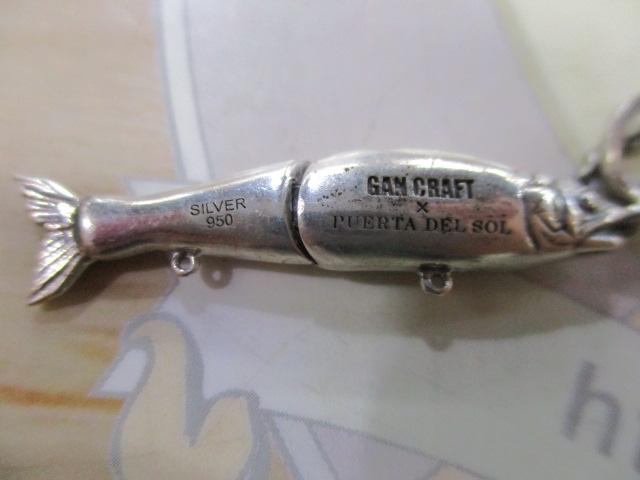 SILVER
950
GAN CRAFT
×
PUERTA DEL SOL
h